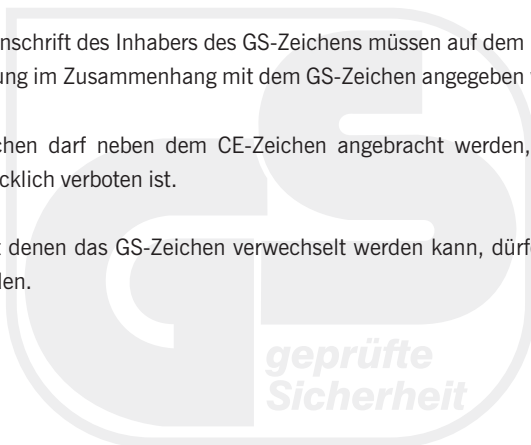 nschrift des Inhabers des GS-Zeichens müssen auf dem
ung im Zusammenhang mit dem GS-Zeichen angegeben
chen darf neben dem CE-Zeichen angebracht werden,
cklich verboten ist.
t denen das GS-Zeichen verwechselt werden kann, dürf
den.
GS
geprüfte
Sicherheit